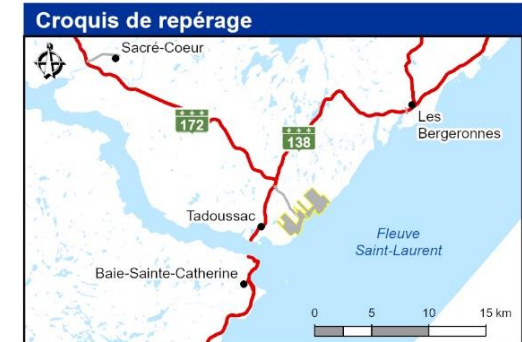 Croquis de repérage
Sacré-Coeur
172
138
Les
Bergeronnes
Tadoussac
Fleuve
Saint-Laurent
Baie-Sainte-Catherine
0 5 10 15 km